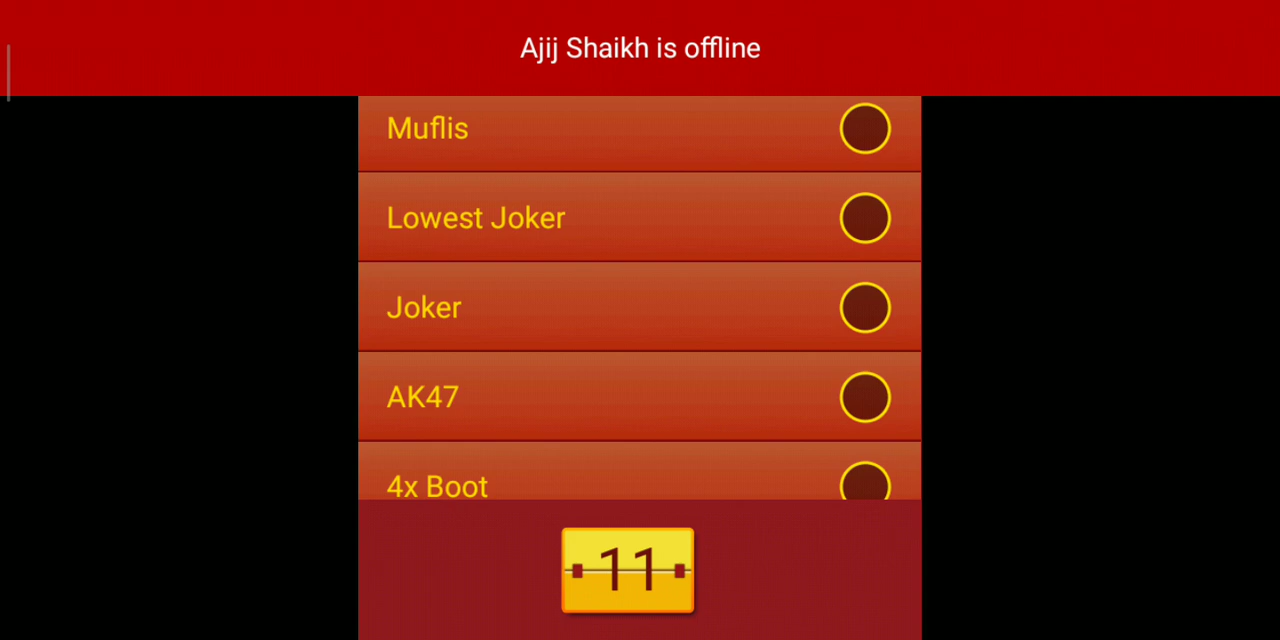 Ajij Shaikh is offline
Muflis
Lowest Joker
Joker
AK47
4x Boot
11